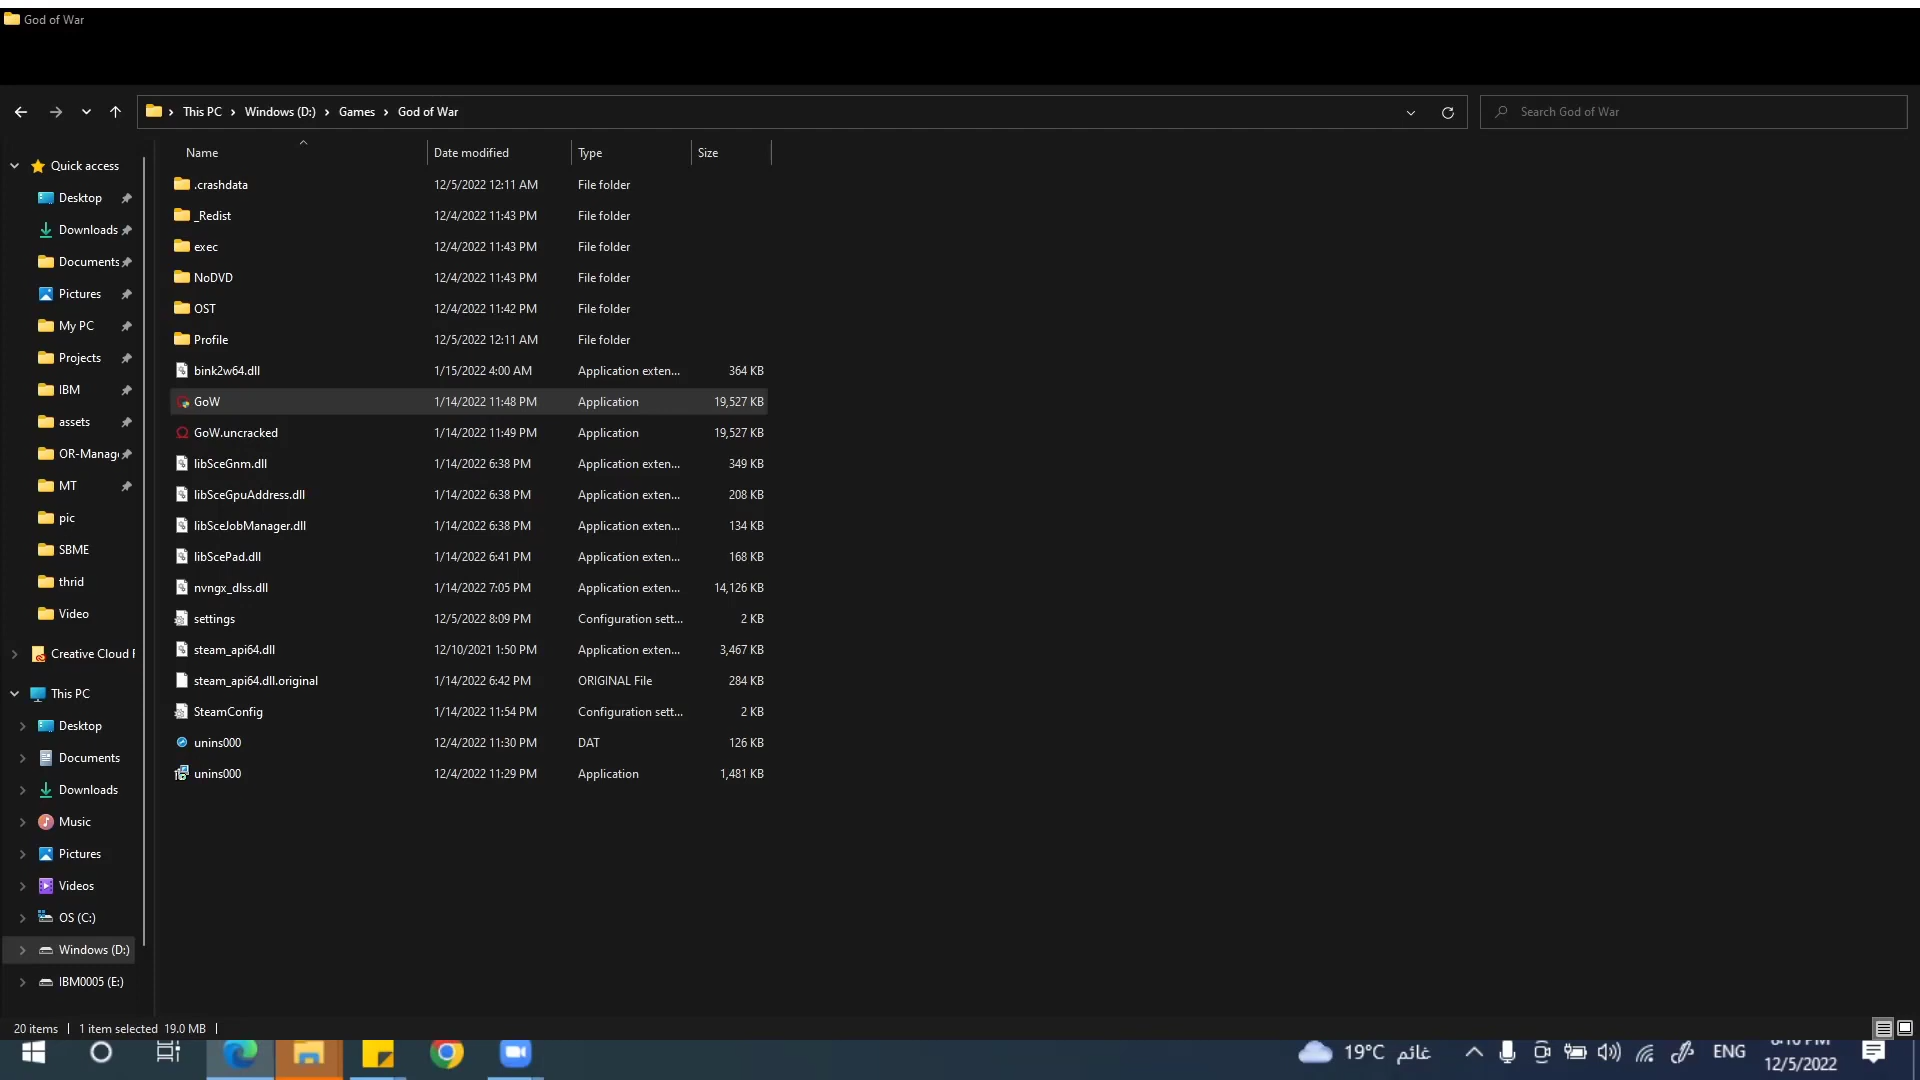 God of War
This PC > Windows (D:) > Games > God of War
Search God of War
Name Date modified Type Size
Quick access
Desktop
Downloads
Documents
Pictures
My PC
Projects
IBM
assets
OR-Manag
MT
pic
SBME
thrid
Video
Creative Cloud F
This PC
Desktop
Documents
Downloads
Music
Pictures
Videos
OS (C:)
Windows (D:)
IBM0005 (E:)
.crashdata 12/5/2022 12:11 AM File folder
_Redist 12/4/2022 11:43 PM File folder
exec 12/4/2022 11:43 PM File folder
NoDVD 12/4/2022 11:43 PM File folder
OST 12/4/2022 11:42 PM File folder
Profile 12/5/2022 12:11 AM File folder
bink2w64.dll 1/15/2022 4:00 AM Application exten... 364 KB
GoW 1/14/2022 11:48 PM Application 19,527 KB
GoW.uncracked 1/14/2022 11:49 PM Application 19,527 KB
libSceGnm.dll 1/14/2022 6:38 PM Application exten... 349 KB
libSceGpuAddress.dll 1/14/2022 6:38 PM Application exten... 208 KB
libSceJobManager.dll 1/14/2022 6:38 PM Application exten... 134 KB
libScePad.dll 1/14/2022 6:41 PM Application exten... 168 KB
nvngx_dlss.dll 1/14/2022 7:05 PM Application exten... 14,126 KB
settings 12/5/2022 8:09 PM Configuration sett... 2 KB
steam_api64.dll 12/10/2021 1:50 PM Application exten... 3,467 KB
steam_api64.dll.original 1/14/2022 6:42 PM ORIGINAL File 284 KB
SteamConfig 1/14/2022 11:54 PM Configuration sett... 2 KB
unins000 12/4/2022 11:30 PM DAT 126 KB
unins000 12/4/2022 11:29 PM Application 1,481 KB
20 items 1 item selected 19.0 MB
19°C غائم
ENG
12/5/2022